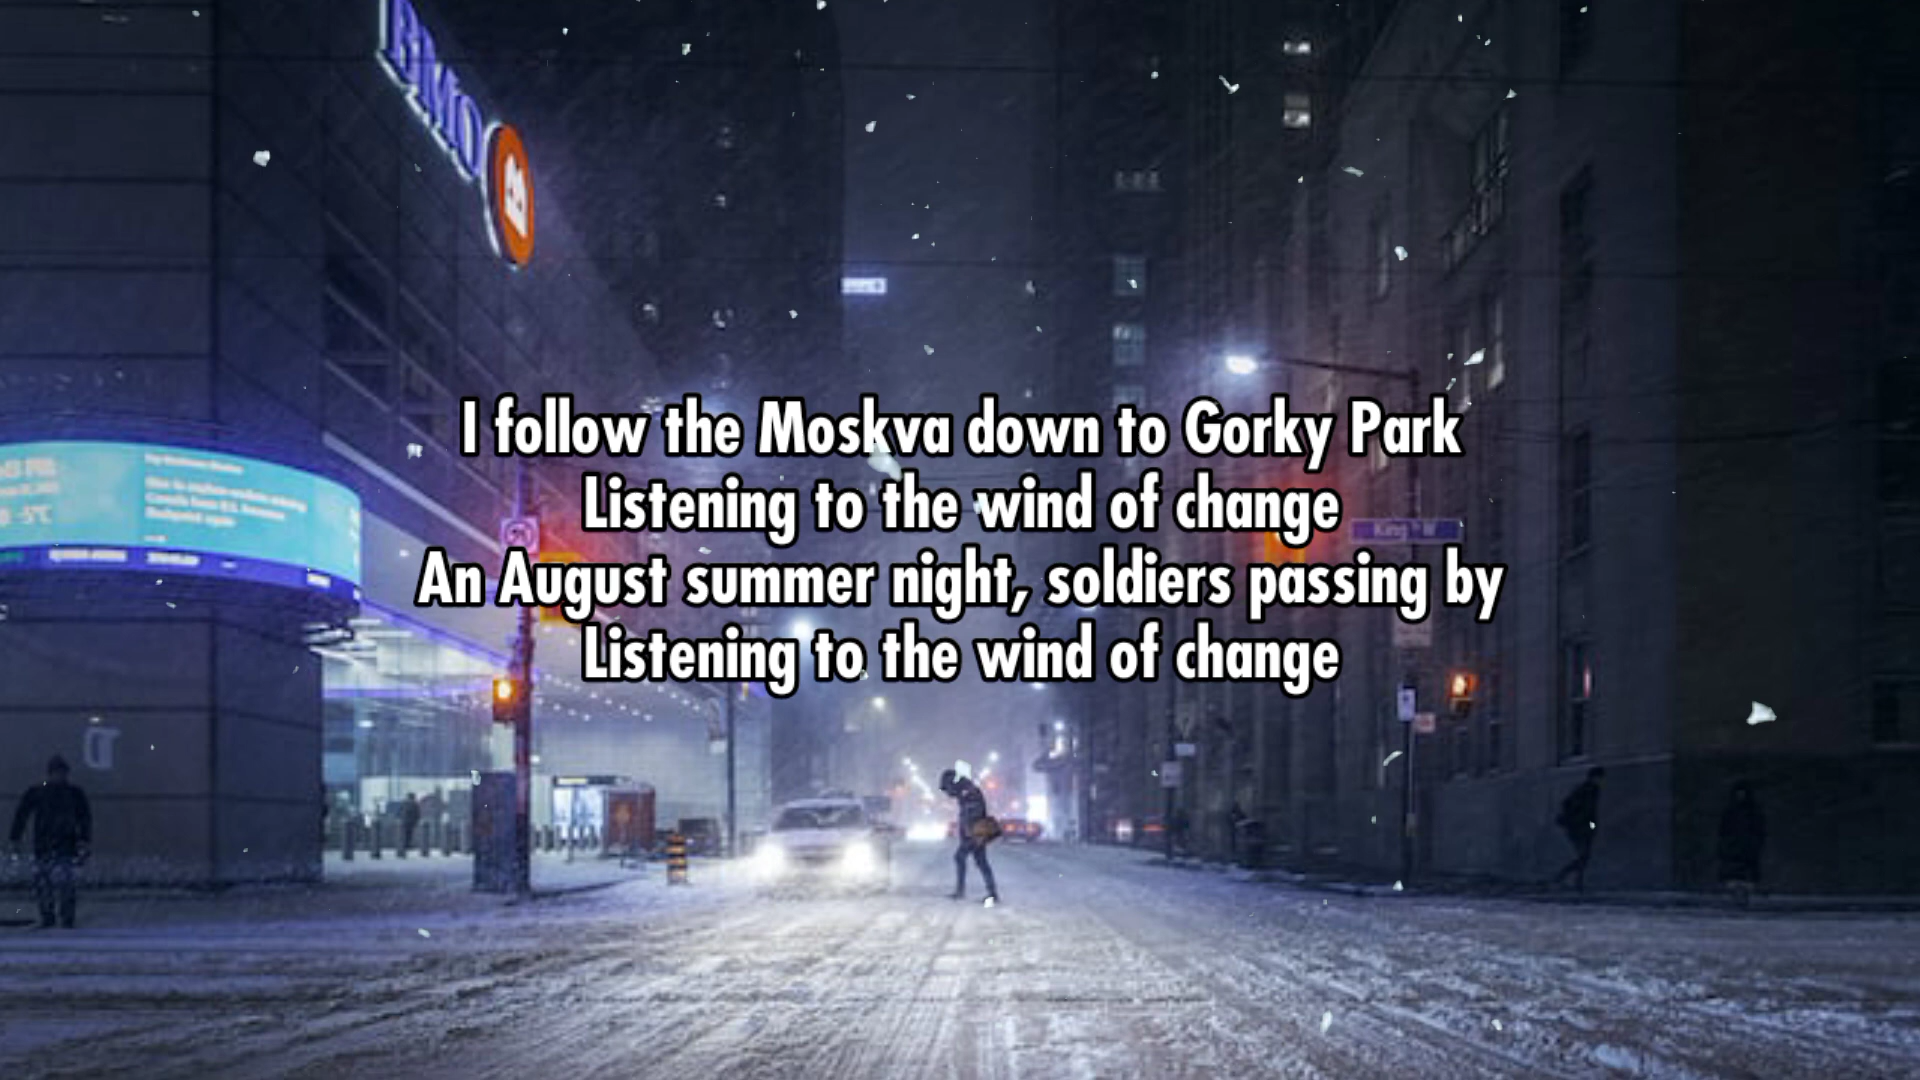 BMO
I follow the Moskva down to Gorky Park
Listening to the wind of change
An August summer night, soldiers passing by
Listening to the wind of change
King W